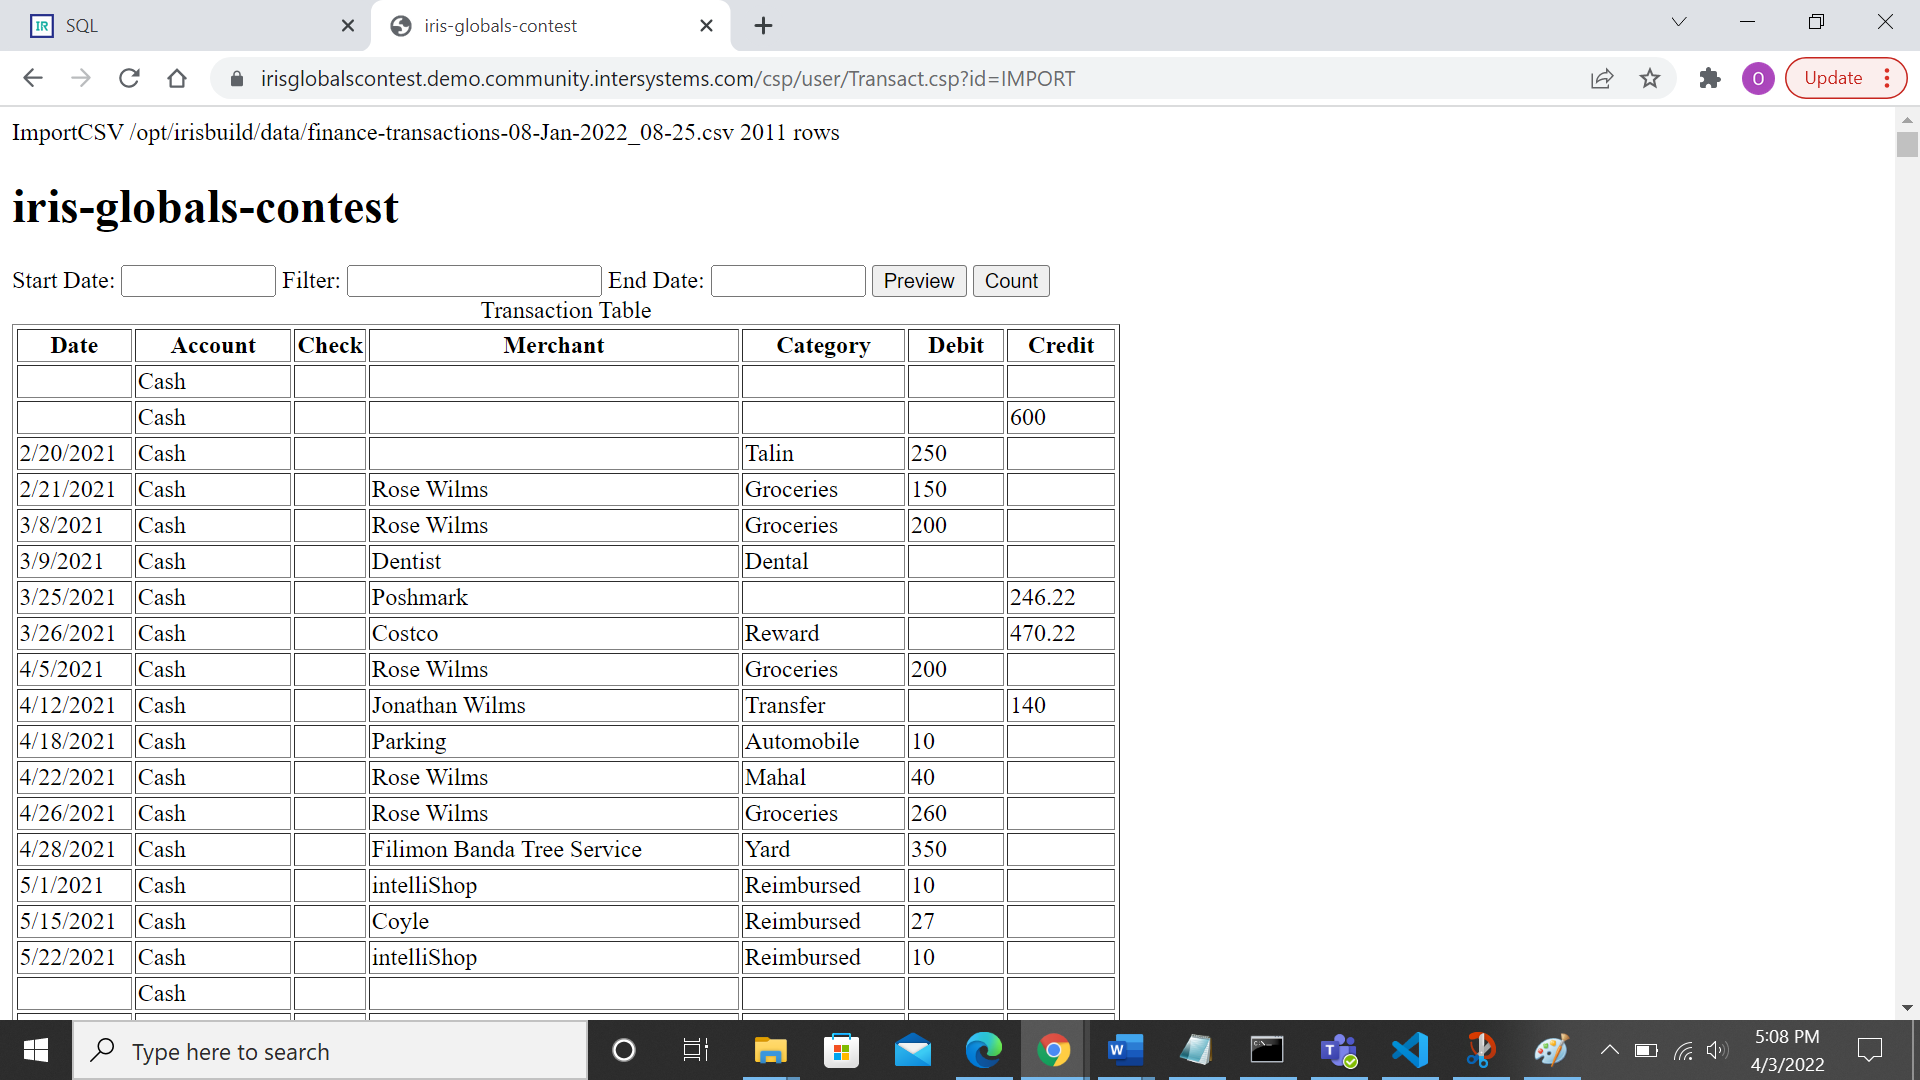 SQL
iris-globals-contest
irisglobalscontest.demo.community.intersystems.com/csp/user/Transact.csp?id=IMPORT
O
Update
ImportCSV /opt/irisbuild/data/finance-transactions-08-Jan-2022_08-25.csv 2011 rows
iris-globals-contest
Start Date: Filter: End Date: Preview Count
Transaction Table
Date Account Check Merchant Category Debit Credit
Cash
Cash 600
2/20/2021 Cash Talin 250
2/21/2021 Cash Rose Wilms Groceries 150
3/8/2021 Cash Rose Wilms Groceries 200
3/9/2021 Cash Dentist Dental
3/25/2021 Cash Poshmark 246.22
3/26/2021 Cash Costco Reward 470.22
4/5/2021 Cash Rose Wilms Groceries 200
4/12/2021 Cash Jonathan Wilms Transfer 140
4/18/2021 Cash Parking Automobile 10
4/22/2021 Cash Rose Wilms Mahal 40
4/26/2021 Cash Rose Wilms Groceries 260
4/28/2021 Cash Filimon Banda Tree Service Yard 350
5/1/2021 Cash intelliShop Reimbursed 10
5/15/2021 Cash Coyle Reimbursed 27
5/22/2021 Cash intelliShop Reimbursed 10
Cash
Type here to search
5:08 PM
4/3/2022